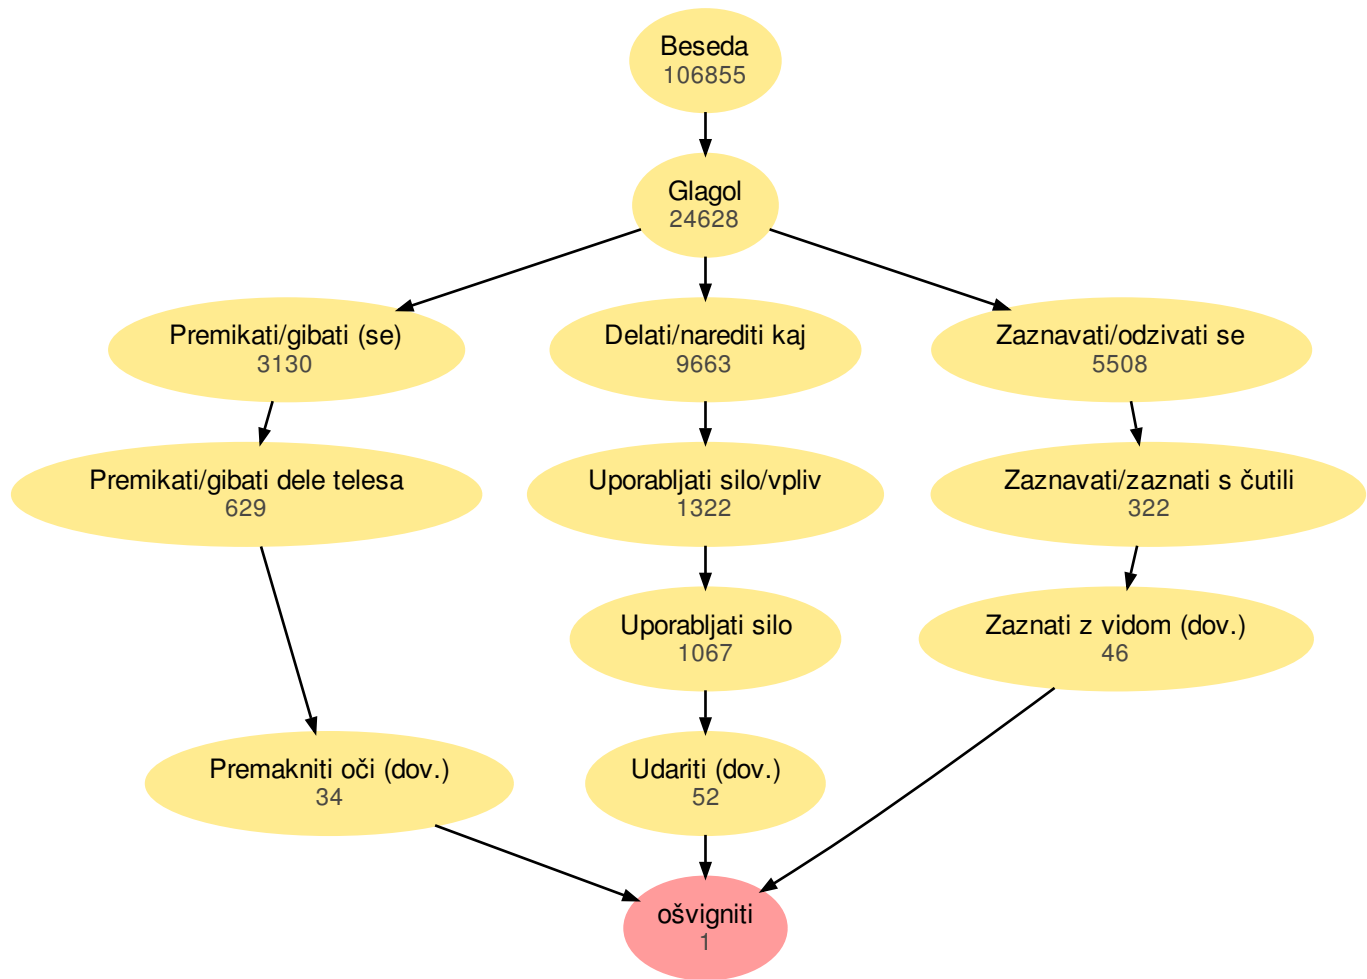 Beseda
106855
Glagol
24628
Premikati/gibati (se)
3130
Delati/narediti kaj
9663
Zaznavati/odzivati se
5508
Premikati/gibati dele telesa
629
Uporabljati silo/vpliv
1322
Zaznavati/zaznati s čutili
322
Uporabljati silo
1067
Zaznati z vidom (dov.)
46
Premakniti oči (dov.)
34
Udariti (dov.)
52
ošvigniti
1